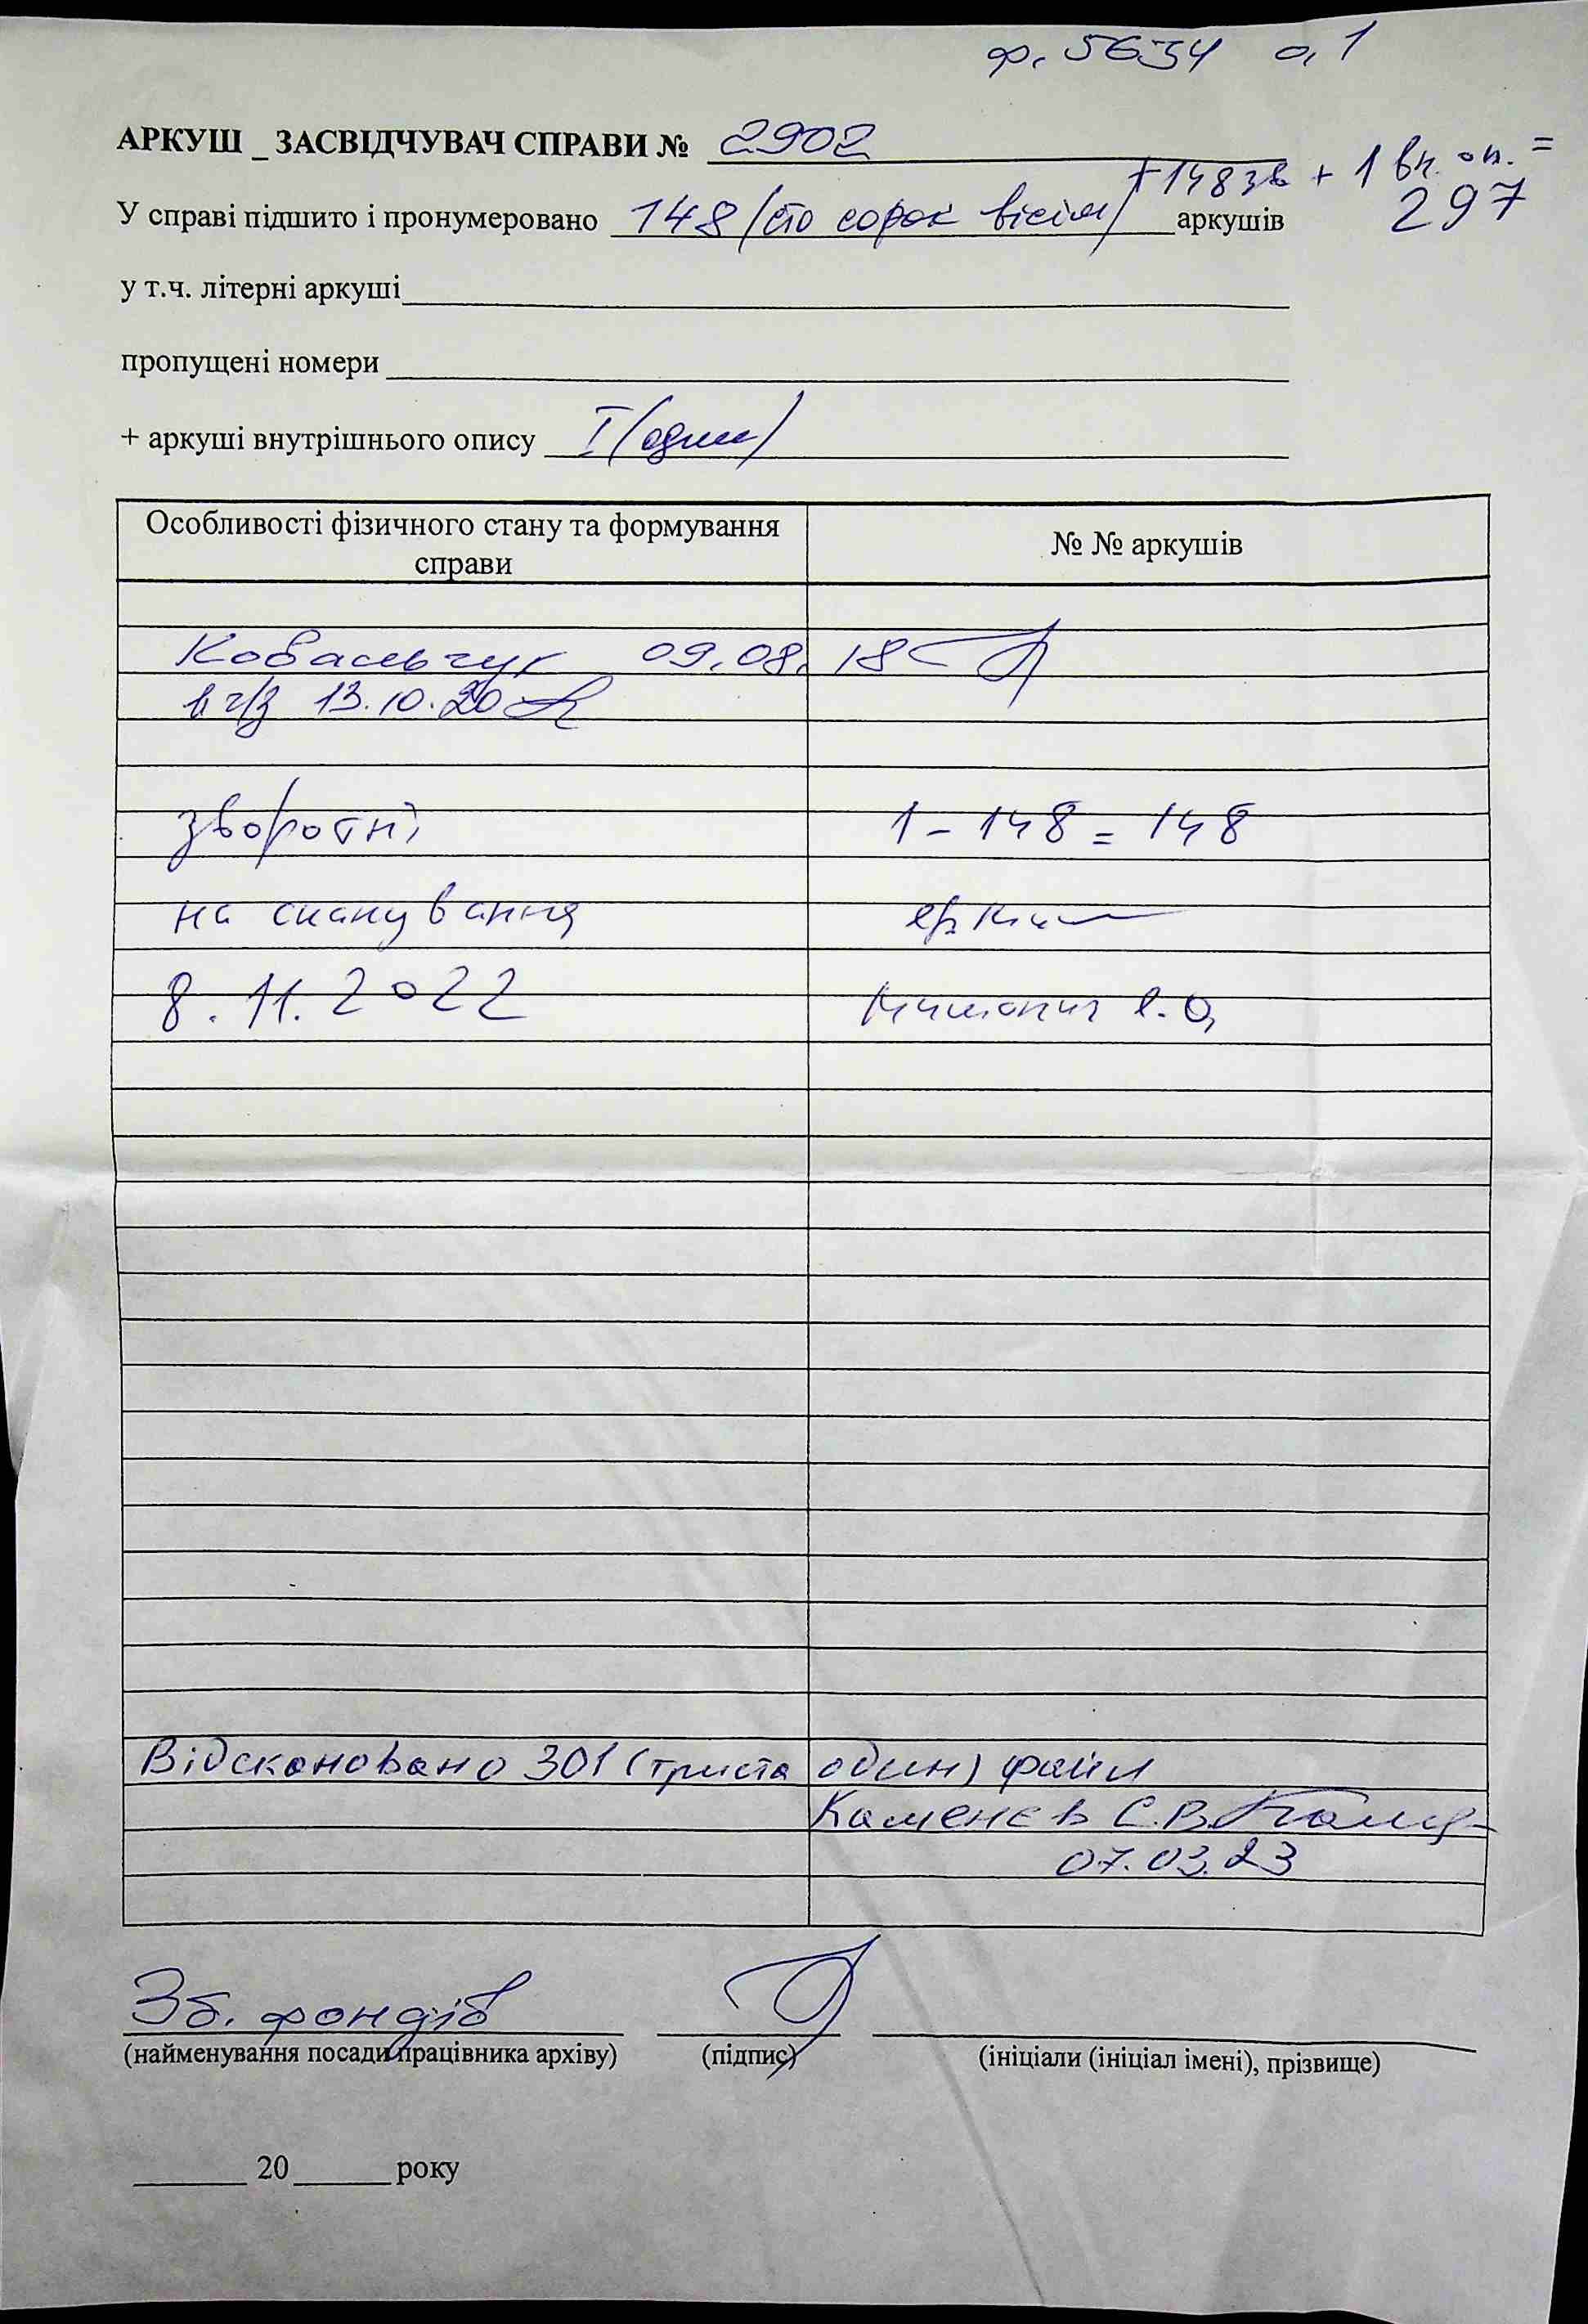 ф. 5634 о. 1
АРКУШ _ ЗАСВІДЧУВАЧ СПРАВИ № 2902
+ 148 зв + 1 вн. оп. =
У справі підшито і пронумеровано 148 (сто сорок вісім) аркушів 297
у т.ч. літерні аркуші
пропущені номери
+ аркуші внутрішнього опису I (один)
Особливості фізичного стану та формування справи
№ № аркушів
Ковальчук 09.08.18
в ч/з 13.10.20
зворотні 1 – 148 = 148
на сканування
8.11.2022
Відскановано 301 (триста один) файл
Каменєв С.В.
07.03.23
Зб. фондів
(найменування посади працівника архіву) (підпис) (ініціали (ініціал імені), прізвище)
20 року